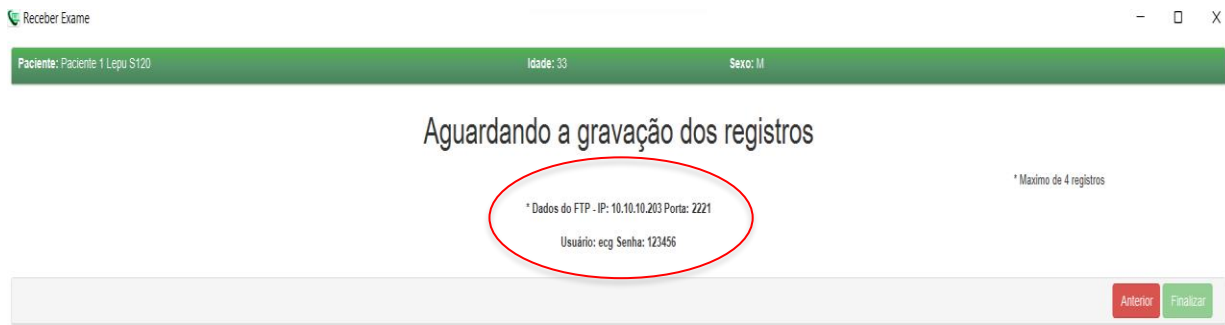 Receber Exame
Paciente: Paciente 1 Lepu S120 Idade: 33 Sexo: M
Aguardando a gravação dos registros
* Maximo de 4 registros
* Dados do FTP - IP: 10.10.10.203 Porta: 2221
Usuário: ecg Senha: 123456
Anterior Finalizar